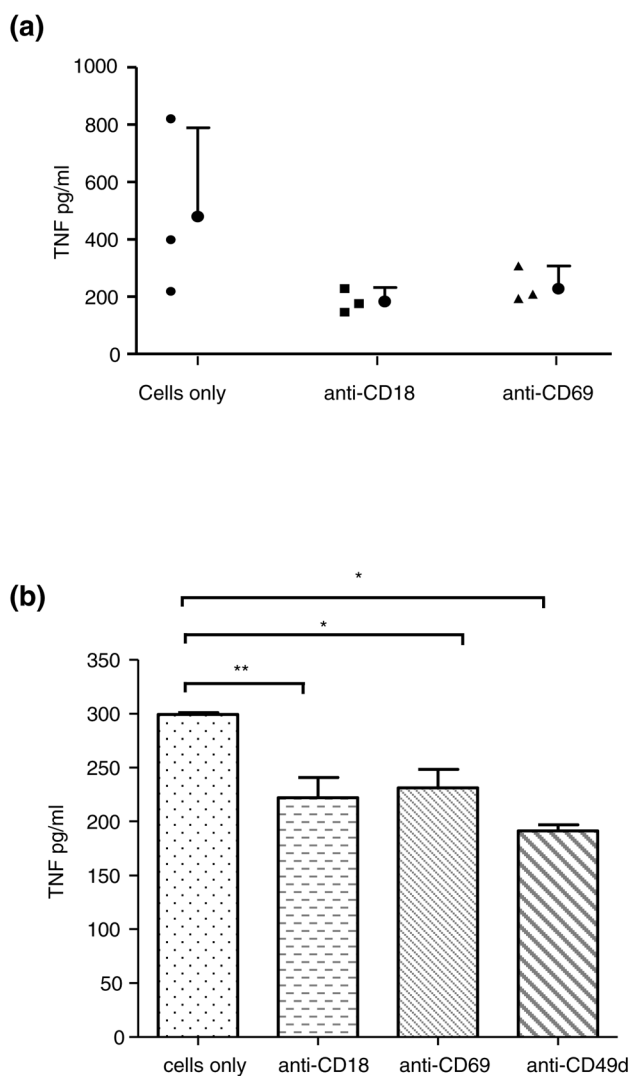 (a)
1000
800
600
400
200
0
TNF pg/ml
Cells only anti-CD18 anti-CD69
(b)
*
*
**
350
300
250
200
150
100
50
0
TNF pg/ml
cells only anti-CD18 anti-CD69 anti-CD49d